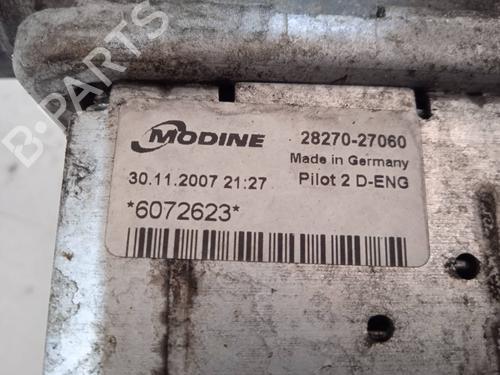 MODINE
28270-27060
Made in Germany
30.11.2007 21:27
Pilot 2 D-ENG
*6072623*
B-PARTS